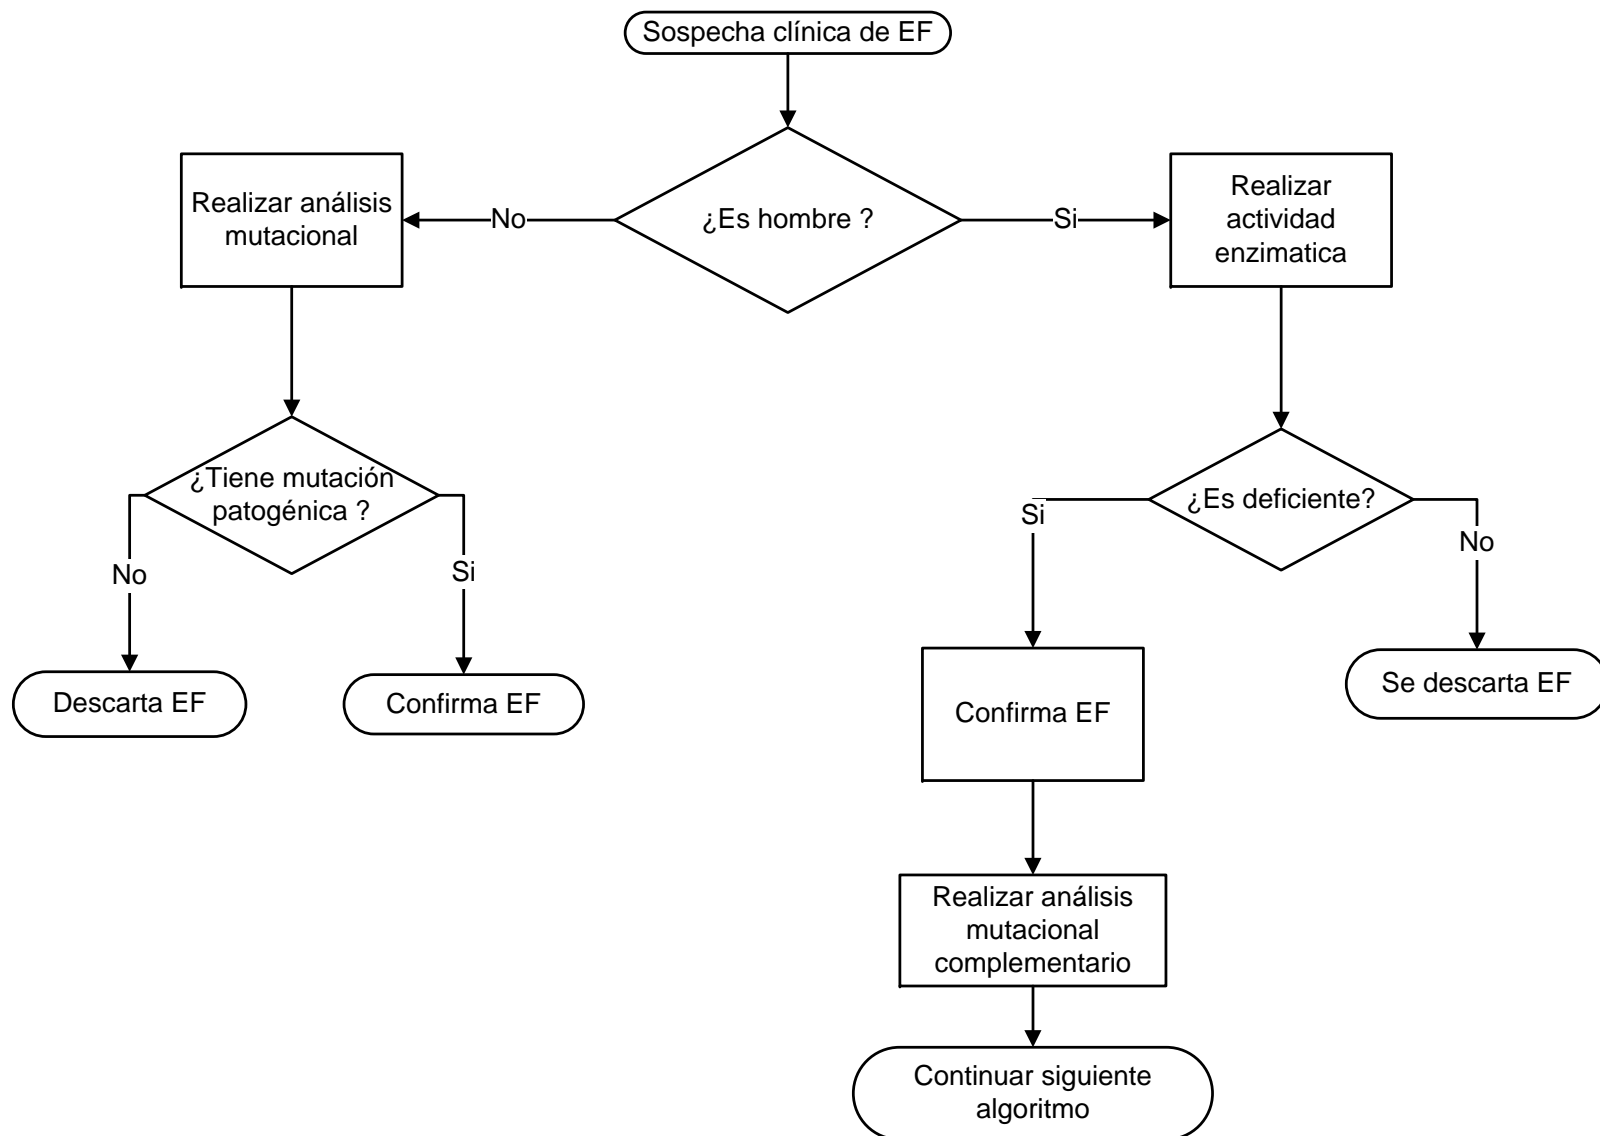 Sospecha clínica de EF
¿Es hombre ?
No
Si
Realizar análisis
mutacional
Realizar
actividad
enzimatica
¿Tiene mutación
patogénica ?
No
Si
Descarta EF
Confirma EF
¿Es deficiente?
Si
No
Confirma EF
Se descarta EF
Realizar análisis
mutacional
complementario
Continuar siguiente
algoritmo